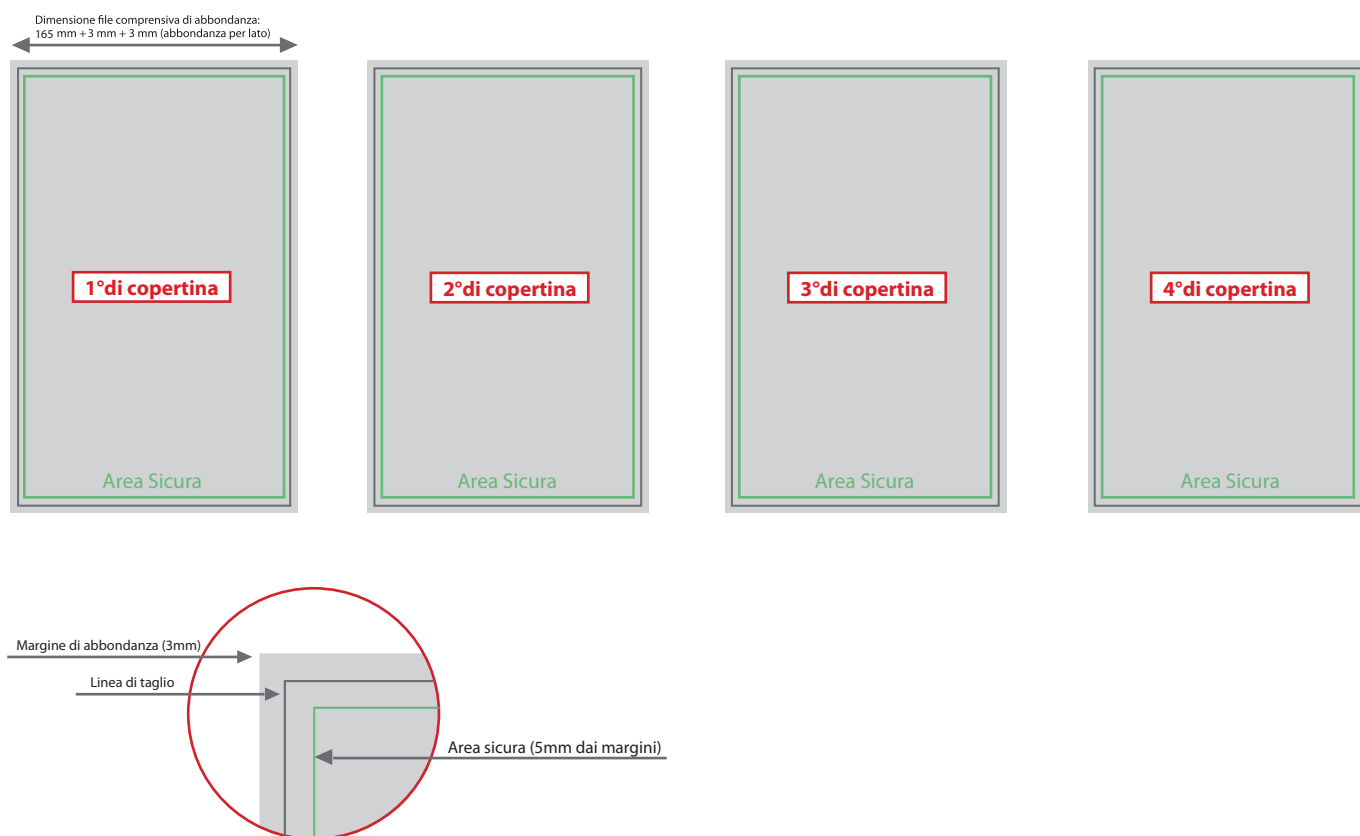 Dimensione file comprensiva di abbondanza:
165 mm + 3 mm + 3 mm (abbondanza per lato)
1°di copertina
2°di copertina
3°di copertina
4°di copertina
Area Sicura
Area Sicura
Area Sicura
Area Sicura
Margine di abbondanza (3mm)
Linea di taglio
Area sicura (5mm dai margini)